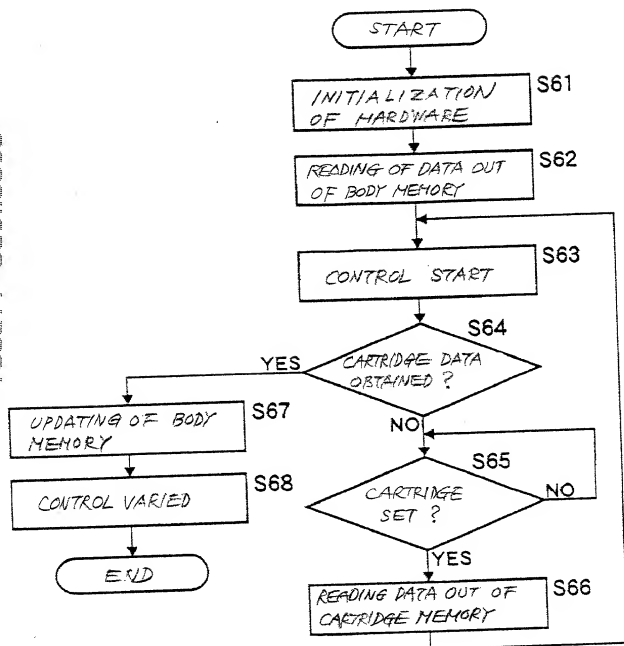 START
S61
INITIALIZATION
OF HARDWARE
S62
READING OF DATA OUT
OF BODY MEMORY
S63
CONTROL START
S64
YES
CARTRIDGE DATA
OBTAINED ?
UPDATING OF BODY
MEMORY
S67
NO
S65
CONTROL VARIED
S68
CARTRIDGE
SET ?
NO
END
YES
S66
READING DATA OUT OF
CARTRIDGE MEMORY